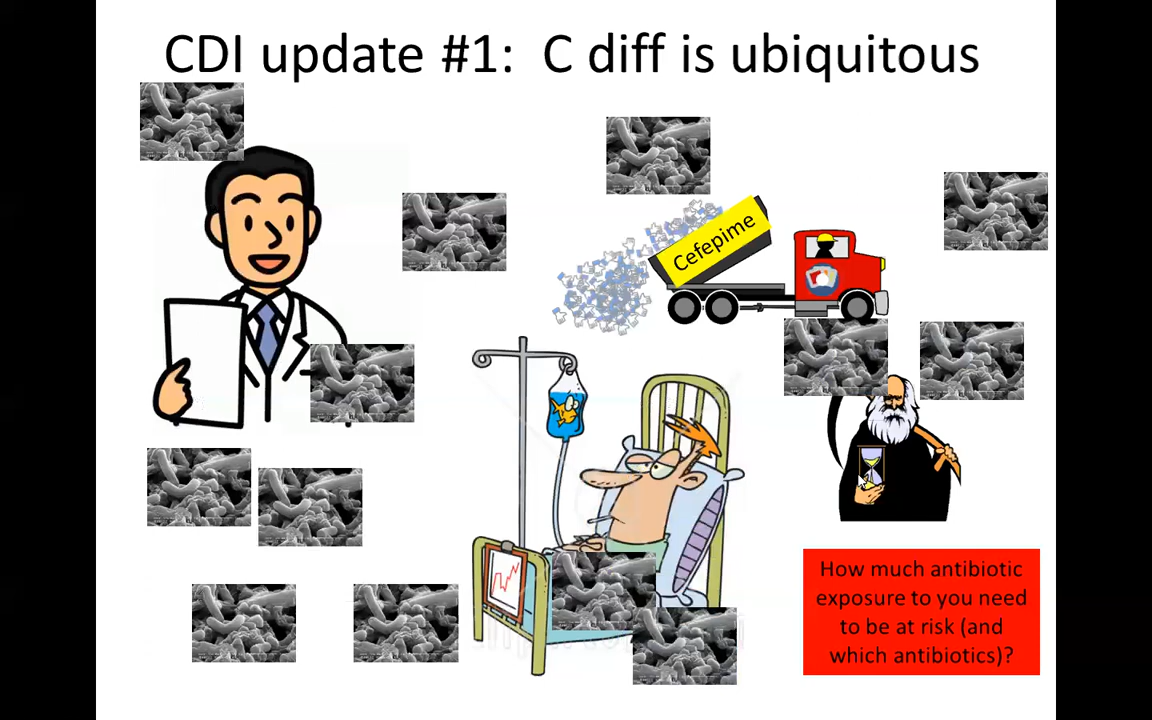 CDI update #1:  C diff is ubiquitous
Cefepime
How much antibiotic
exposure to you need
to be at risk (and
which antibiotics)?